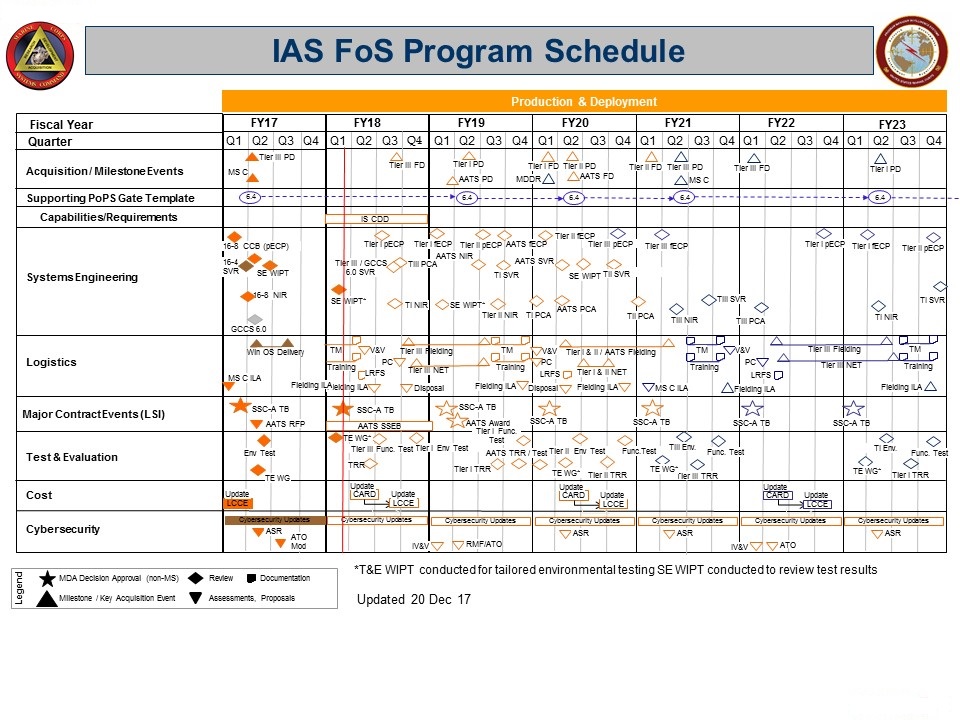 IAS FoS Program Schedule
Production & Deployment
Fiscal Year FY17 FY18 FY19 FY20 FY21 FY22 FY23
Quarter Q1 Q2 Q3 Q4 Q1 Q2 Q3 Q4 Q1 Q2 Q3 Q4 Q1 Q2 Q3 Q4 Q1 Q2 Q3 Q4 Q1 Q2 Q3 Q4 Q1 Q2 Q3 Q4
Acquisition / Milestone Events
Tier III PD Tier III FD Tier I PD Tier I FD Tier II PD Tier II FD Tier III PD Tier III FD Tier I PD
MS C AATS PD MDDR AATS FD MS C
Supporting PoPS Gate Template 6.4 6.4 6.4 6.4 6.4
Capabilities/Requirements IS CDD
Systems Engineering
16-8 CCB (pECP) Tier I pECP Tier I fECP Tier II pECP AATS fECP Tier II fECP Tier III pECP Tier III fECP Tier I pECP Tier I fECP Tier II pECP
16-4 SVR SE WIPT Tier III / GCCS 6.0 SVR TIII PCA AATS NIR TI SVR AATS SVR SE WIPT TII SVR
16-8 NIR SE WIPT* TI NIR SE WIPT* Tier II NIR TI PCA AATS PCA TII PCA TIII NIR TIII SVR TIII PCA TI NIR TI SVR
GCCS 6.0
Logistics
Win OS Delivery TM V&V Tier III Fielding TM V&V Tier I & II / AATS Fielding TM V&V Tier III Fielding TM
Training PC Tier III NET Training PC Tier I & II NET Training PC Tier III NET Training
MS C ILA Fielding ILA LRFS Fielding ILA Disposal Fielding ILA Disposal LRFS Fielding ILA MS C ILA Fielding ILA LRFS Fielding ILA
Major Contract Events (LSI)
SSC-A TB SSC-A TB SSC-A TB SSC-A TB SSC-A TB SSC-A TB SSC-A TB
AATS RFP AATS SSEB AATS Award
Test & Evaluation
Env Test TE WG* Tier III Func. Test Tier I Env Test Tier I Func. Test AATS TRR / Test Tier II Env Test Func.Test TIII Env. Func. Test TI Env. Func. Test
TE WG TRR Tier I TRR TE WG* Tier II TRR TE WG* Tier III TRR TE WG* Tier I TRR
Cost
Update LCCE Update CARD Update LCCE Update CARD Update LCCE Update CARD Update LCCE
Cybersecurity
Cybersecurity Updates Cybersecurity Updates Cybersecurity Updates Cybersecurity Updates Cybersecurity Updates Cybersecurity Updates Cybersecurity Updates
ASR ATO Mod IV&V RMF/ATO ASR ASR IV&V ATO ASR
Legend
MDA Decision Approval (non-MS) Review Documentation
Milestone / Key Acquisition Event Assessments, Proposals
*T&E WIPT conducted for tailored environmental testing SE WIPT conducted to review test results
Updated 20 Dec 17